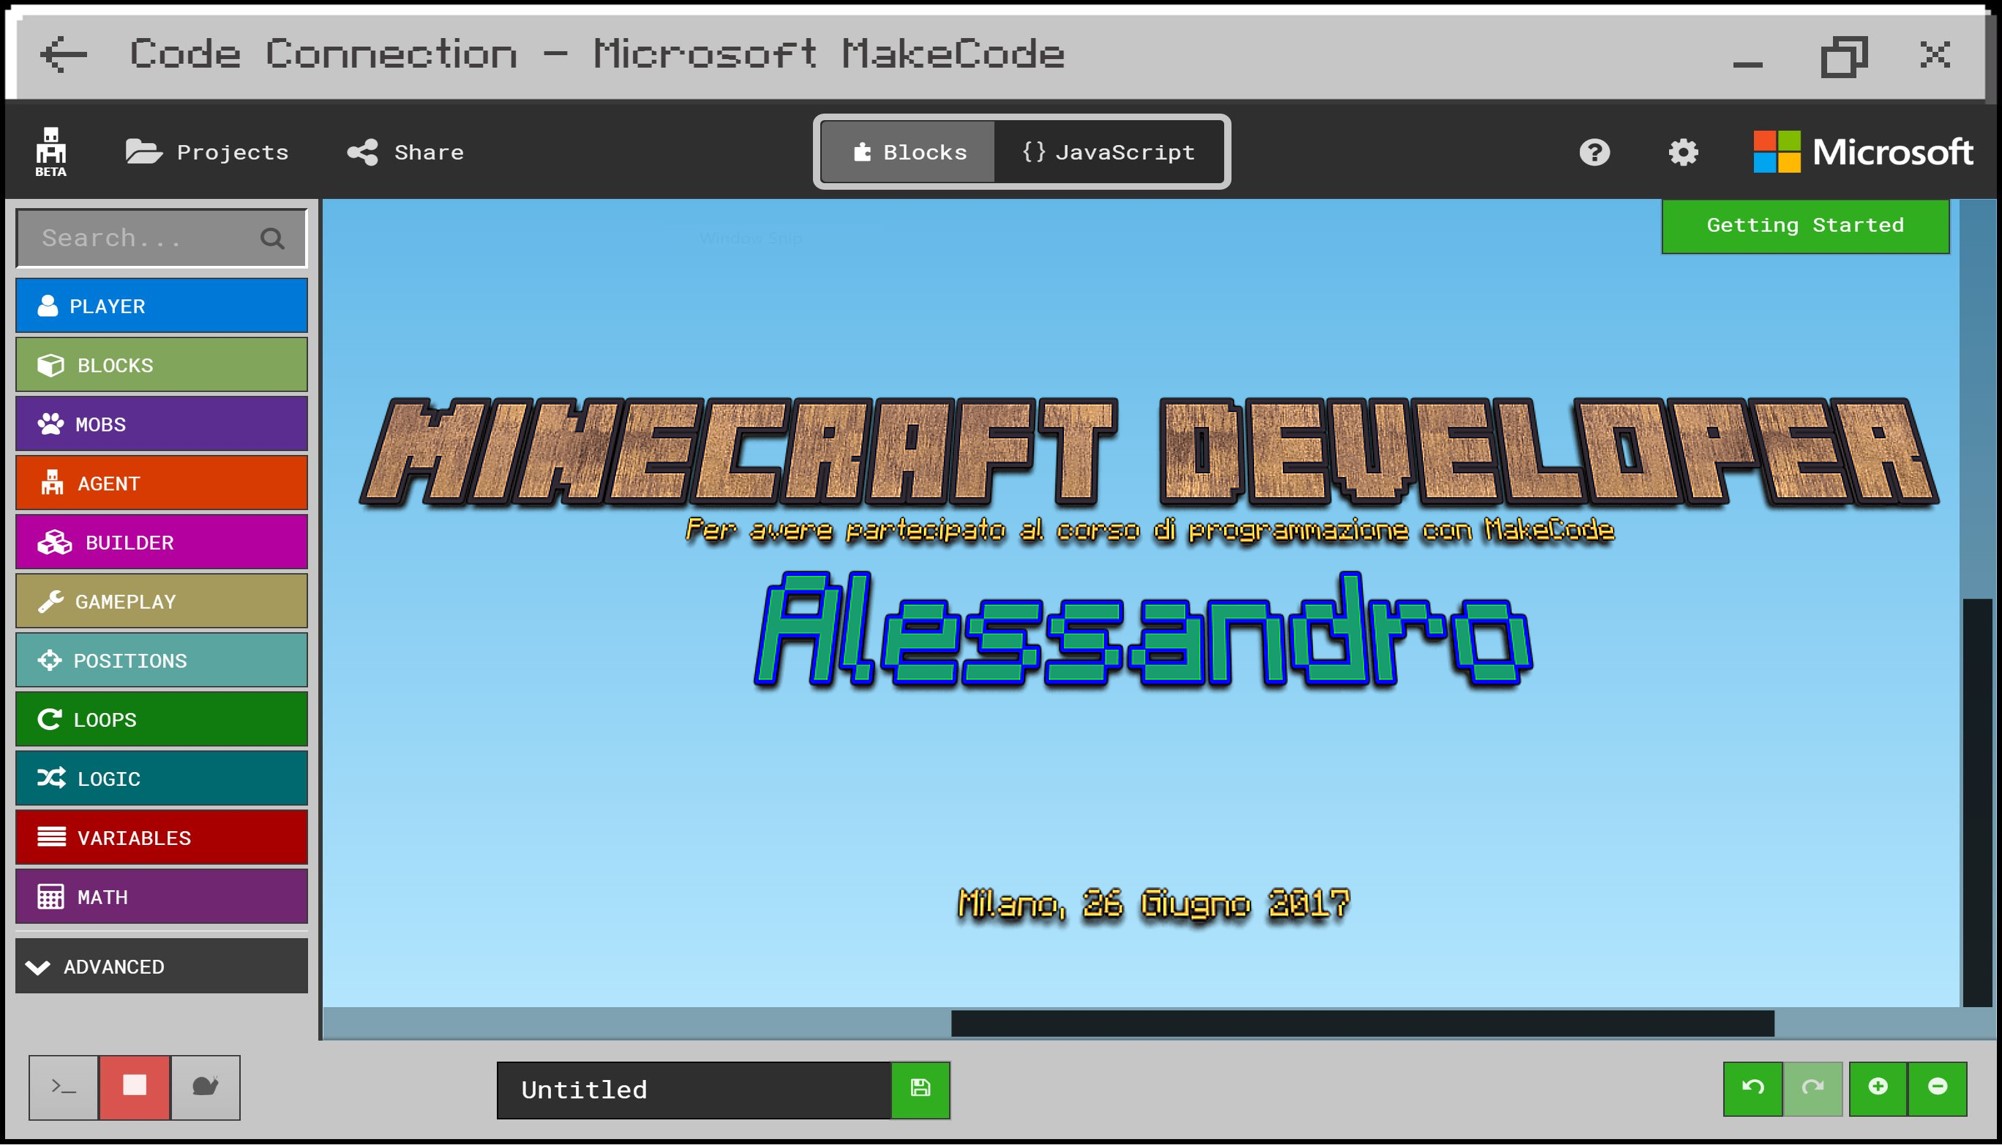 Code Connection – Microsoft MakeCode
BETA
Projects
Share
Blocks
{} JavaScript
Microsoft
Search...
Window Snip
Getting Started
PLAYER
BLOCKS
MOBS
AGENT
BUILDER
GAMEPLAY
POSITIONS
LOOPS
LOGIC
VARIABLES
MATH
ADVANCED
MINECRAFT DEVELOPER
Per avere partecipato al corso di programmazione con MakeCode
Alessandro
Milano, 26 Giugno 2017
>_
Untitled